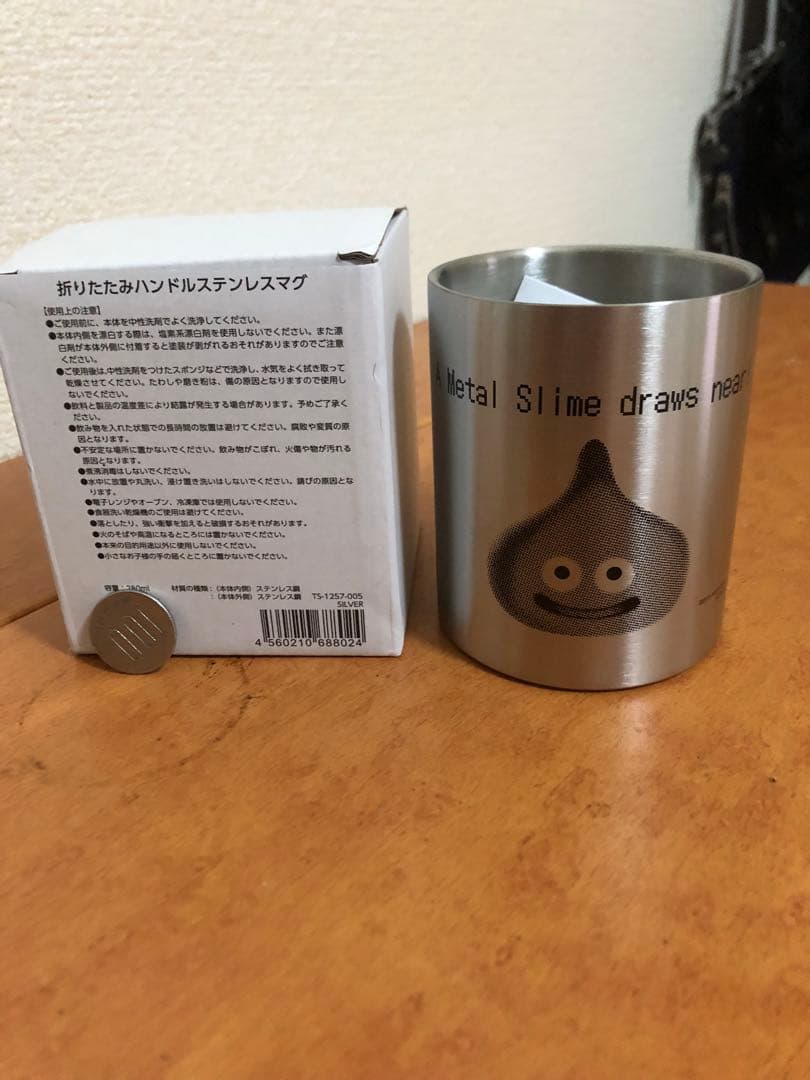 折りたたみハンドルステンレスマグ
【使用上の注意】
●ご使用前に、本体を中性洗剤でよく洗浄してください。
●本体内側を漂白する際は、塩素系漂白剤を使用しないでください。また漂
白剤が本体外側に付着すると塗装が剥がれるおそれがありますのでご注意
ください。
●ご使用後は、中性洗剤をつけたスポンジなどで洗浄し、水気をよく拭き取って
乾燥させてください。たわしや磨き粉は、傷の原因となりますので使用し
ないでください。
●飲料と製品の温度差により結露が発生する場合があります。予めご了承く
ださい。
●飲み物を入れた状態での長時間の放置は避けてください。腐敗や変質の原
因となります。
●不安定な場所に置かないでください。飲み物がこぼれ、火傷や物が汚れる
原因となります。
●煮沸消毒はしないでください。
●水中に放置や丸洗い、浸け置き洗いはしないでください。錆びの原因とな
ります。
●電子レンジやオーブン、冷凍庫では使用しないでください。
●食器洗い乾燥機のご使用は避けてください。
●落としたり、強い衝撃を加えると破損するおそれがあります。
●火のそばや高温になるところには置かないでください。
●本来の目的用途以外に使用しないでください。
●小さなお子様の手の届くところに置かないでください。
容量:280ml 材質の種類:(本体内側)ステンレス鋼
:(本体外側)ステンレス鋼 TS-1257-005
SILVER
4 560210 688024
A Metal Slime draws near
100